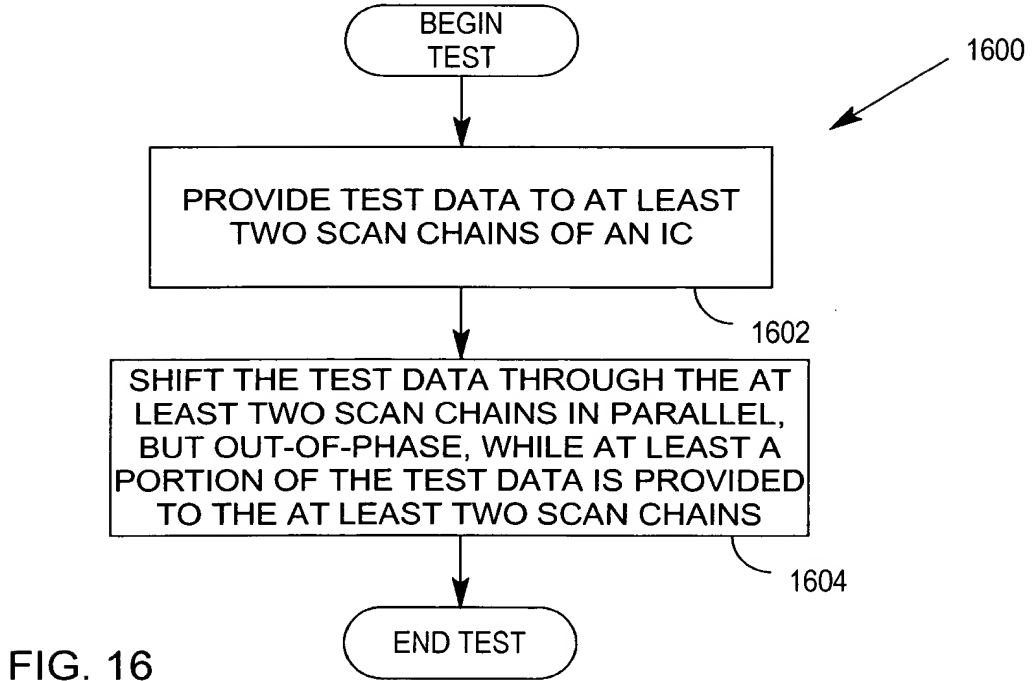 BEGIN
TEST
1600
PROVIDE TEST DATA TO AT LEAST
TWO SCAN CHAINS OF AN IC
1602
SHIFT THE TEST DATA THROUGH THE AT
LEAST TWO SCAN CHAINS IN PARALLEL,
BUT OUT-OF-PHASE, WHILE AT LEAST A
PORTION OF THE TEST DATA IS PROVIDED
TO THE AT LEAST TWO SCAN CHAINS
1604
END TEST
FIG. 16